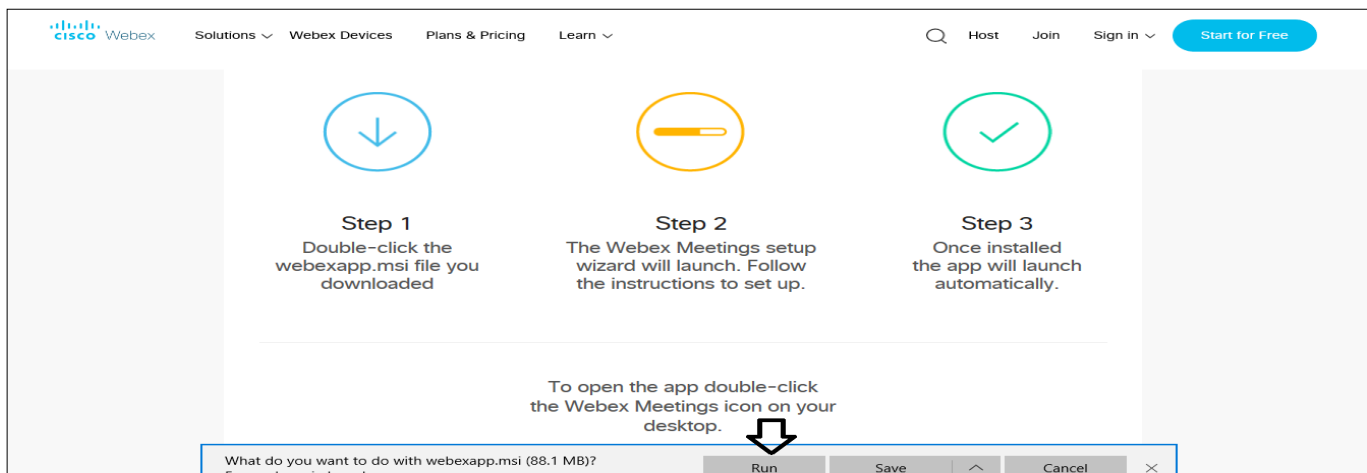 CISCO Webex Solutions Webex Devices Plans & Pricing Learn Host Join Sign in Start for Free
Step 1
Double-click the
webexapp.msi file you
downloaded
Step 2
The Webex Meetings setup
wizard will launch. Follow
the instructions to set up.
Step 3
Once installed
the app will launch
automatically.
To open the app double-click
the Webex Meetings icon on your
desktop.
What do you want to do with webexapp.msi (88.1 MB)?
Run Save Cancel